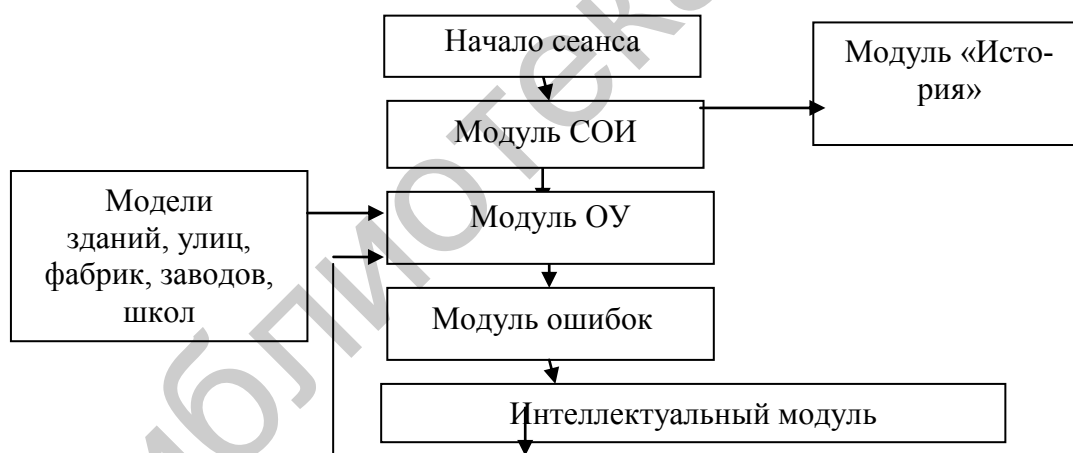 Начало сеанса
Модуль «Исто-
рия»
Модуль СОИ
Модели
зданий, улиц,
фабрик, заводов,
школ
Модуль ОУ
Модуль ошибок
Интеллектуальный модуль